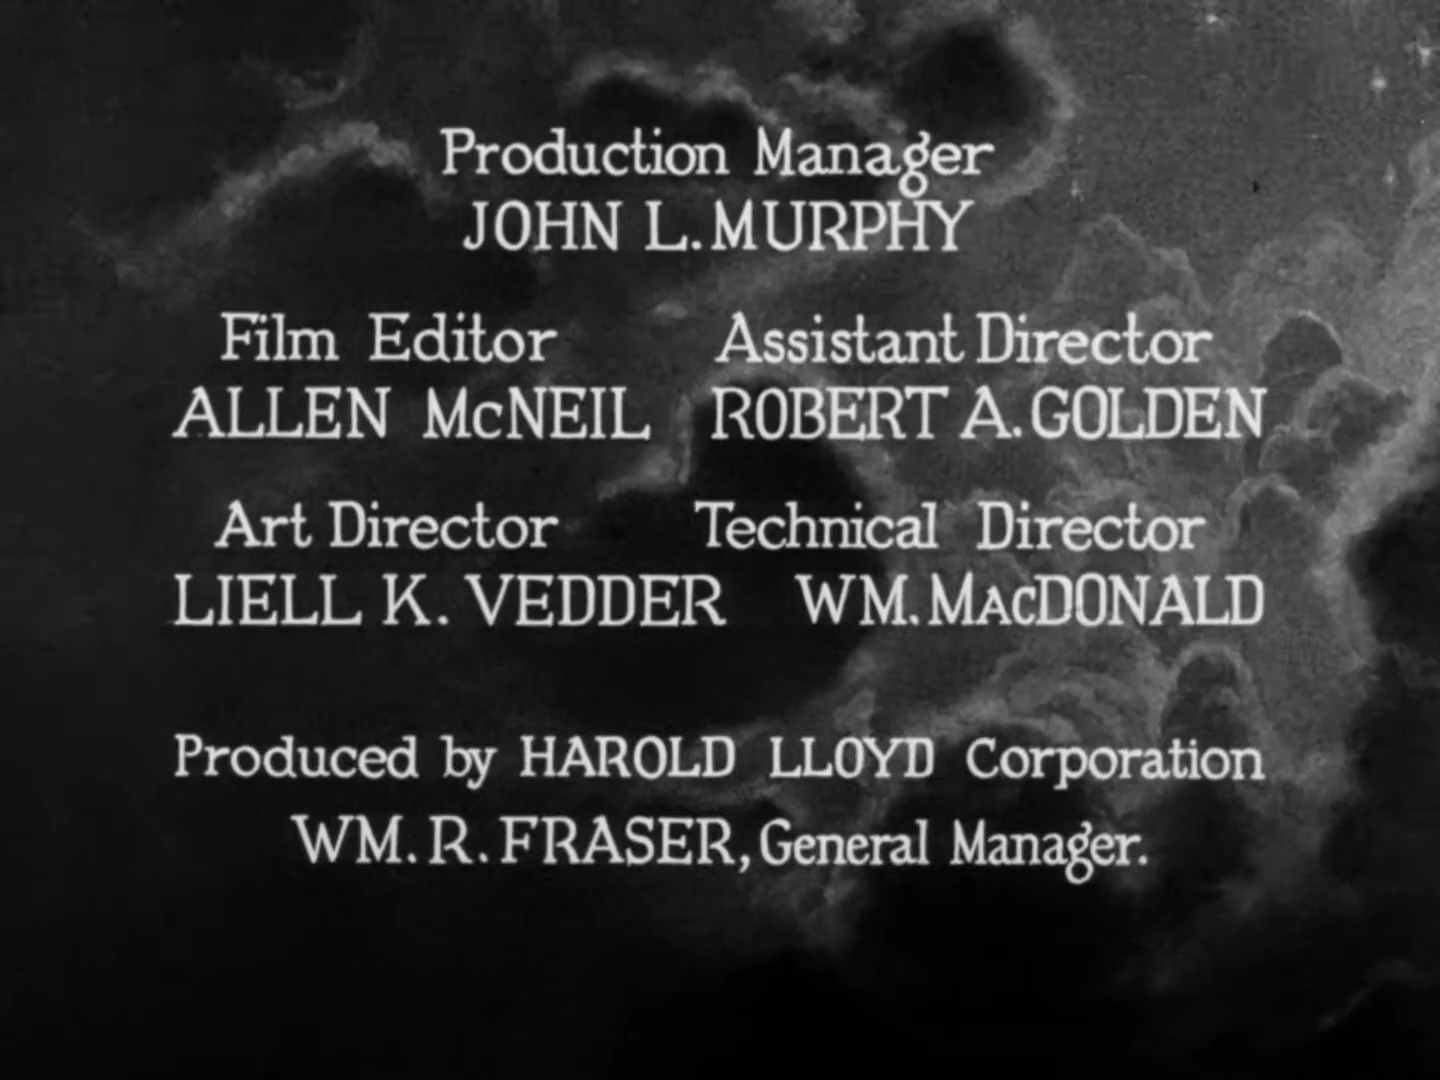 Production Manager
JOHN L. MURPHY
Film Editor
ALLEN McNEIL
Assistant Director
ROBERT A. GOLDEN
Art Director
LIELL K. VEDDER
Technical Director
WM. MacDONALD
Produced by HAROLD LLOYD Corporation
WM. R. FRASER, General Manager.